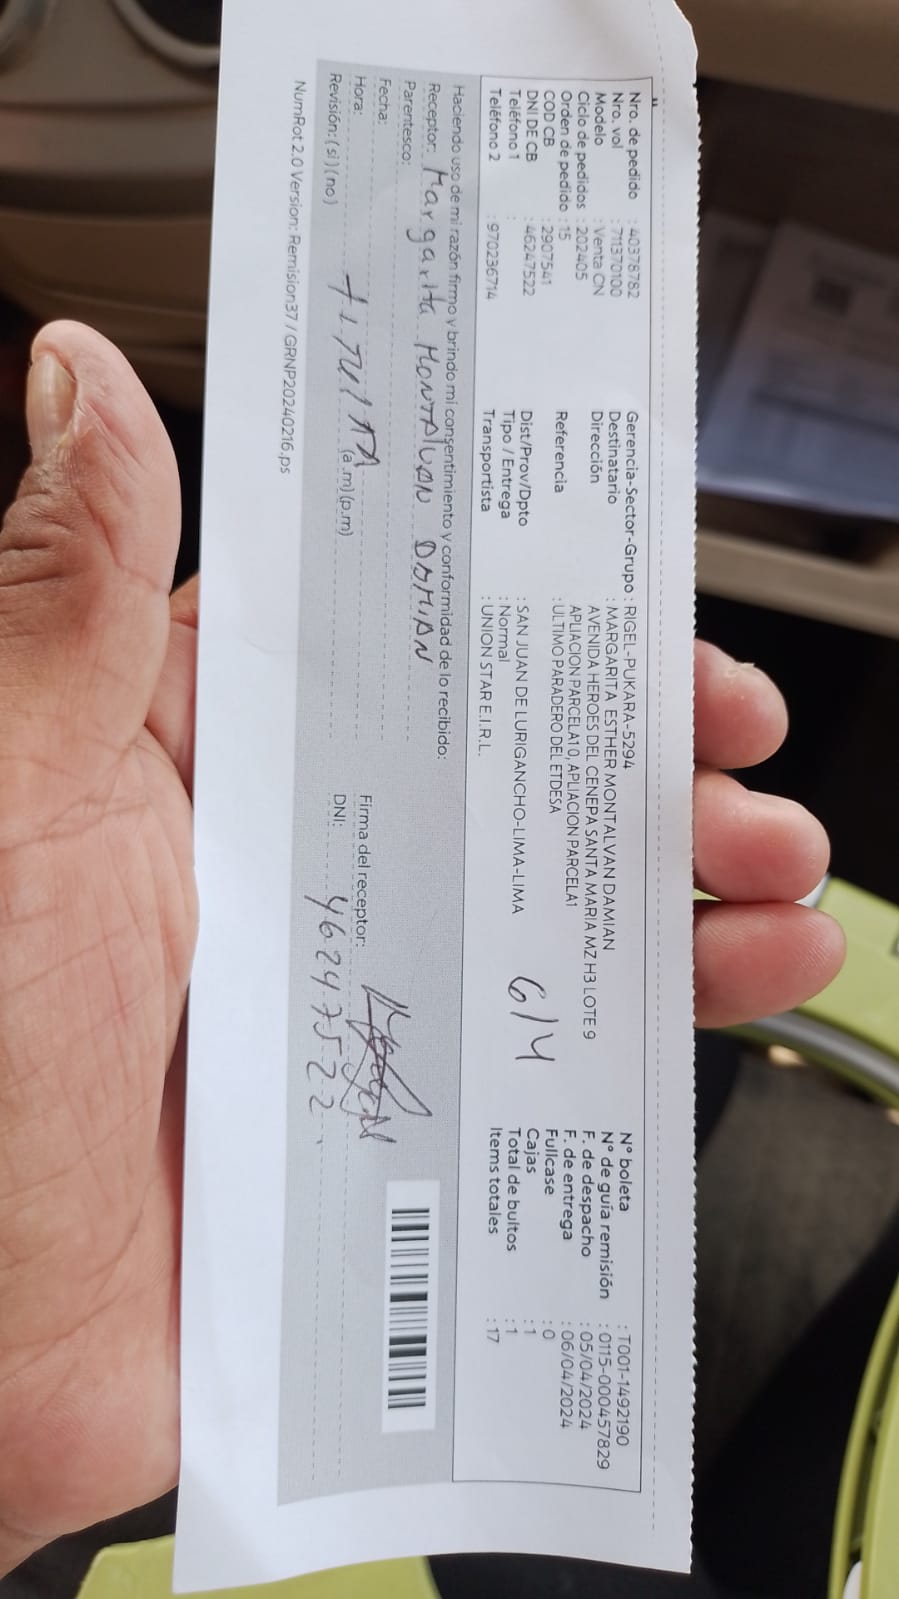 Nro. de pedido : 40378782
Nro. vol : 711370100
Modelo : Venta CN
Ciclo de pedidos : 202405
Orden de pedido : 15
COD CB : 2907541
DNI DE CB : 46247522
Teléfono 1 :
Teléfono 2 : 970236714
Gerencia-Sector-Grupo : RIGEL-PUKARA-5294
Destinatario : MARGARITA ESTHER MONTALVAN DAMIAN
Dirección AVENIDA HEROES DEL CENEPA SANTA MARIA MZ H3 LOTE 9
APLIACION PARCELA10, APLIACION PARCELA1
Referencia : ULTIMO PARADERO DEL ETDESA
Dist/Prov/Dpto : SAN JUAN DE LURIGANCHO-LIMA-LIMA
Tipo / Entrega : Normal
Transportista : UNION STAR E.I.R.L.
6/4
N° boleta : T001-1492190
N° de guía remisión : 0115-000457829
F. de despacho : 05/04/2024
F. de entrega : 06/04/2024
Fullcase : 0
Cajas : 1
Total de bultos : 1
Items totales : 17
Haciendo uso de mi razón firmo y brindo mi consentimiento y conformidad de lo recibido:
Receptor: Margarita MONTALVAN DAMIAN
Parentesco:
Fecha:
Hora: (a.m) (p.m)
Revisión: (si) (no)
Firma del receptor:
DNI: 46247522
NumRot 2.0 Version: Remision37 / GRNP20240216.ps